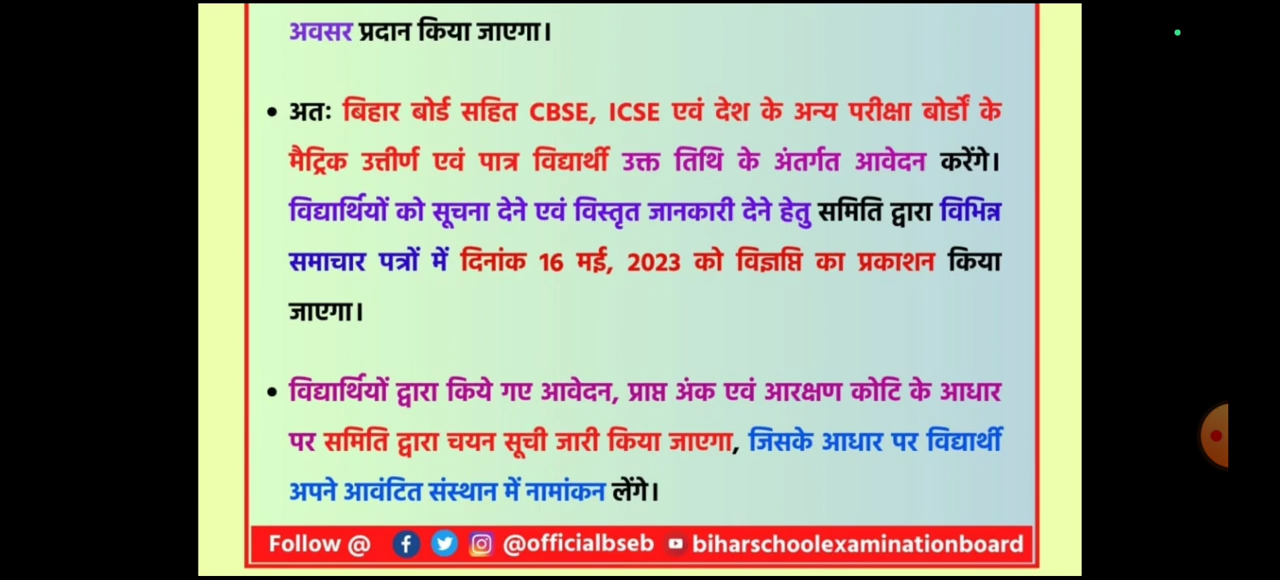 अवसर प्रदान किया जाएगा।
• अतः बिहार बोर्ड सहित CBSE, ICSE एवं देश के अन्य परीक्षा बोर्डों के
मैट्रिक उत्तीर्ण एवं पात्र विद्यार्थी उक्त तिथि के अंतर्गत आवेदन करेंगे।
विद्यार्थियों को सूचना देने एवं विस्तृत जानकारी देने हेतु समिति द्वारा विभिन्न
समाचार पत्रों में दिनांक 16 मई, 2023 को विज्ञप्ति का प्रकाशन किया
जाएगा।
• विद्यार्थियों द्वारा किये गए आवेदन, प्राप्त अंक एवं आरक्षण कोटि के आधार
पर समिति द्वारा चयन सूची जारी किया जाएगा, जिसके आधार पर विद्यार्थी
अपने आवंटित संस्थान में नामांकन लेंगे।
Follow @ @officialbseb biharschoolexaminationboard